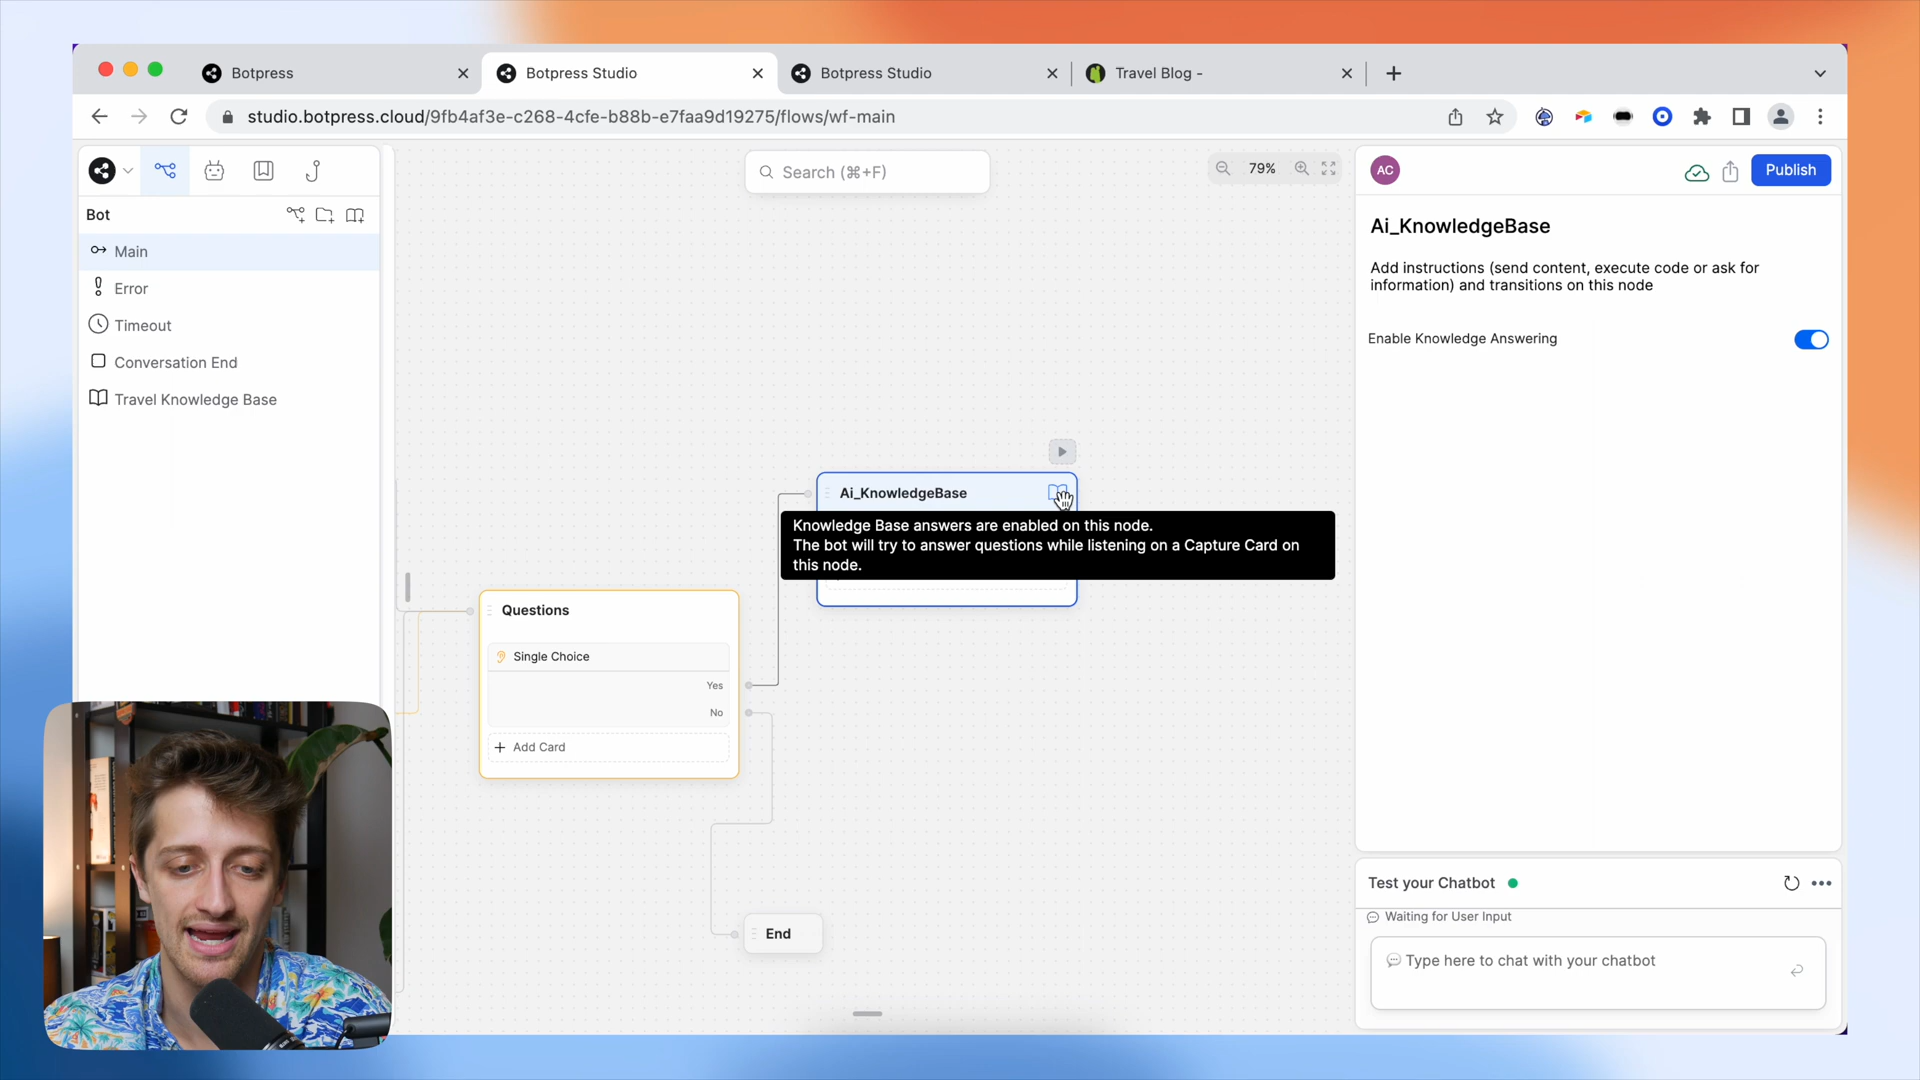 Botpress
Botpress Studio
Botpress Studio
Travel Blog -
studio.botpress.cloud/9fb4af3e-c268-4cfe-b88b-e7faa9d19275/flows/wf-main
Search (⌘+F)
79%
AC
Publish
Bot
Main
Error
Timeout
Conversation End
Travel Knowledge Base
Ai_KnowledgeBase
Add instructions (send content, execute code or ask for
information) and transitions on this node
Enable Knowledge Answering
Ai_KnowledgeBase
Knowledge Base answers are enabled on this node.
The bot will try to answer questions while listening on a Capture Card on
this node.
Questions
Single Choice
Yes
No
+ Add Card
End
Test your Chatbot
Waiting for User Input
Type here to chat with your chatbot